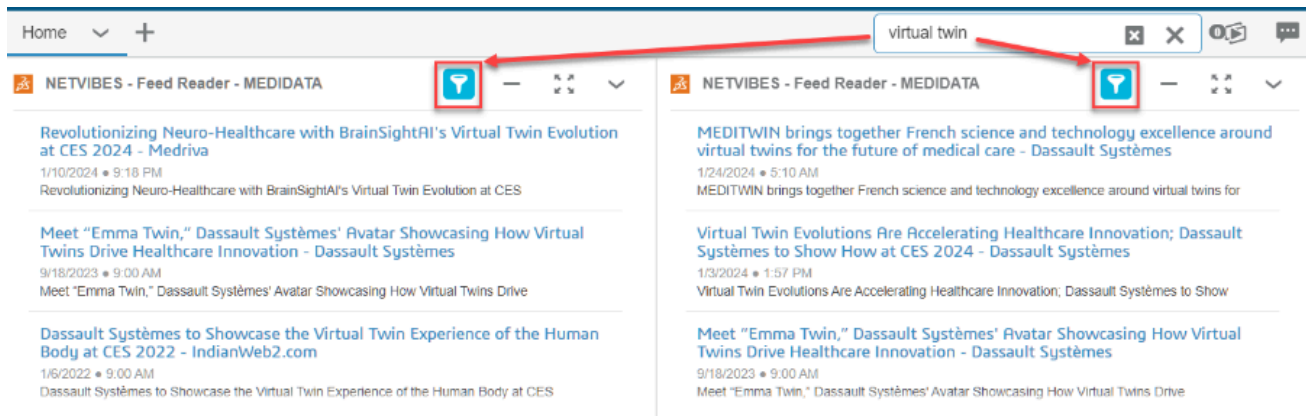 Home
virtual twin
NETVIBES - Feed Reader - MEDIDATA
Revolutionizing Neuro-Healthcare with BrainSightAI's Virtual Twin Evolution
at CES 2024 - Medriva
1/10/2024 ● 9:18 PM
Revolutionizing Neuro-Healthcare with BrainSightAI's Virtual Twin Evolution at CES
Meet “Emma Twin,” Dassault Systèmes' Avatar Showcasing How Virtual
Twins Drive Healthcare Innovation - Dassault Systèmes
9/18/2023 ● 9:00 AM
Meet “Emma Twin,” Dassault Systèmes' Avatar Showcasing How Virtual Twins Drive
Dassault Systèmes to Showcase the Virtual Twin Experience of the Human
Body at CES 2022 - IndianWeb2.com
1/6/2022 ● 9:00 AM
Dassault Systèmes to Showcase the Virtual Twin Experience of the Human Body at CES
NETVIBES - Feed Reader - MEDIDATA
MEDITWIN brings together French science and technology excellence around
virtual twins for the future of medical care - Dassault Systèmes
1/24/2024 ● 5:10 AM
MEDITWIN brings together French science and technology excellence around virtual twins for
Virtual Twin Evolutions Are Accelerating Healthcare Innovation; Dassault
Systèmes to Show How at CES 2024 - Dassault Systèmes
1/3/2024 ● 1:57 PM
Virtual Twin Evolutions Are Accelerating Healthcare Innovation; Dassault Systèmes to Show
Meet “Emma Twin,” Dassault Systèmes' Avatar Showcasing How Virtual
Twins Drive Healthcare Innovation - Dassault Systèmes
9/18/2023 ● 9:00 AM
Meet “Emma Twin,” Dassault Systèmes' Avatar Showcasing How Virtual Twins Drive